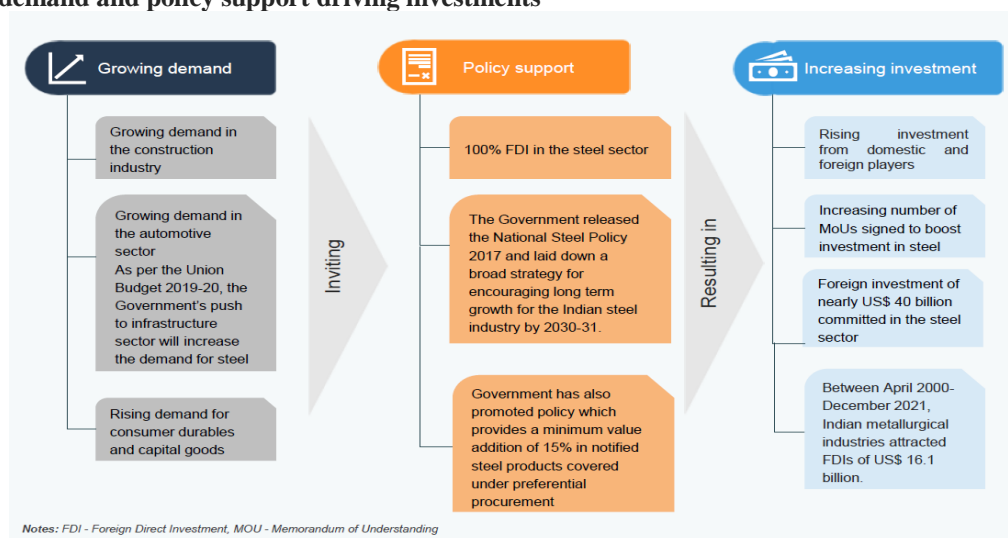 demand and policy support driving investments
Growing demand
Growing demand in
the construction
industry
Growing demand in
the automotive
sector
As per the Union
Budget 2019-20, the
Government's push
to infrastructure
sector will increase
the demand for steel
Rising demand for
consumer durables
and capital goods
Inviting
Policy support
100% FDI in the steel sector
The Government released
the National Steel Policy
2017 and laid down a
broad strategy for
encouraging long term
growth for the Indian steel
industry by 2030-31.
Government has also
promoted policy which
provides a minimum value
addition of 15% in notified
steel products covered
under preferential
procurement
Resulting in
Increasing investment
Rising investment
from domestic and
foreign players
Increasing number of
MoUs signed to boost
investment in steel
Foreign investment of
nearly US$ 40 billion
committed in the steel
sector
Between April 2000-
December 2021,
Indian metallurgical
industries attracted
FDIs of US$ 16.1
billion.
Notes: FDI - Foreign Direct Investment, MOU - Memorandum of Understanding